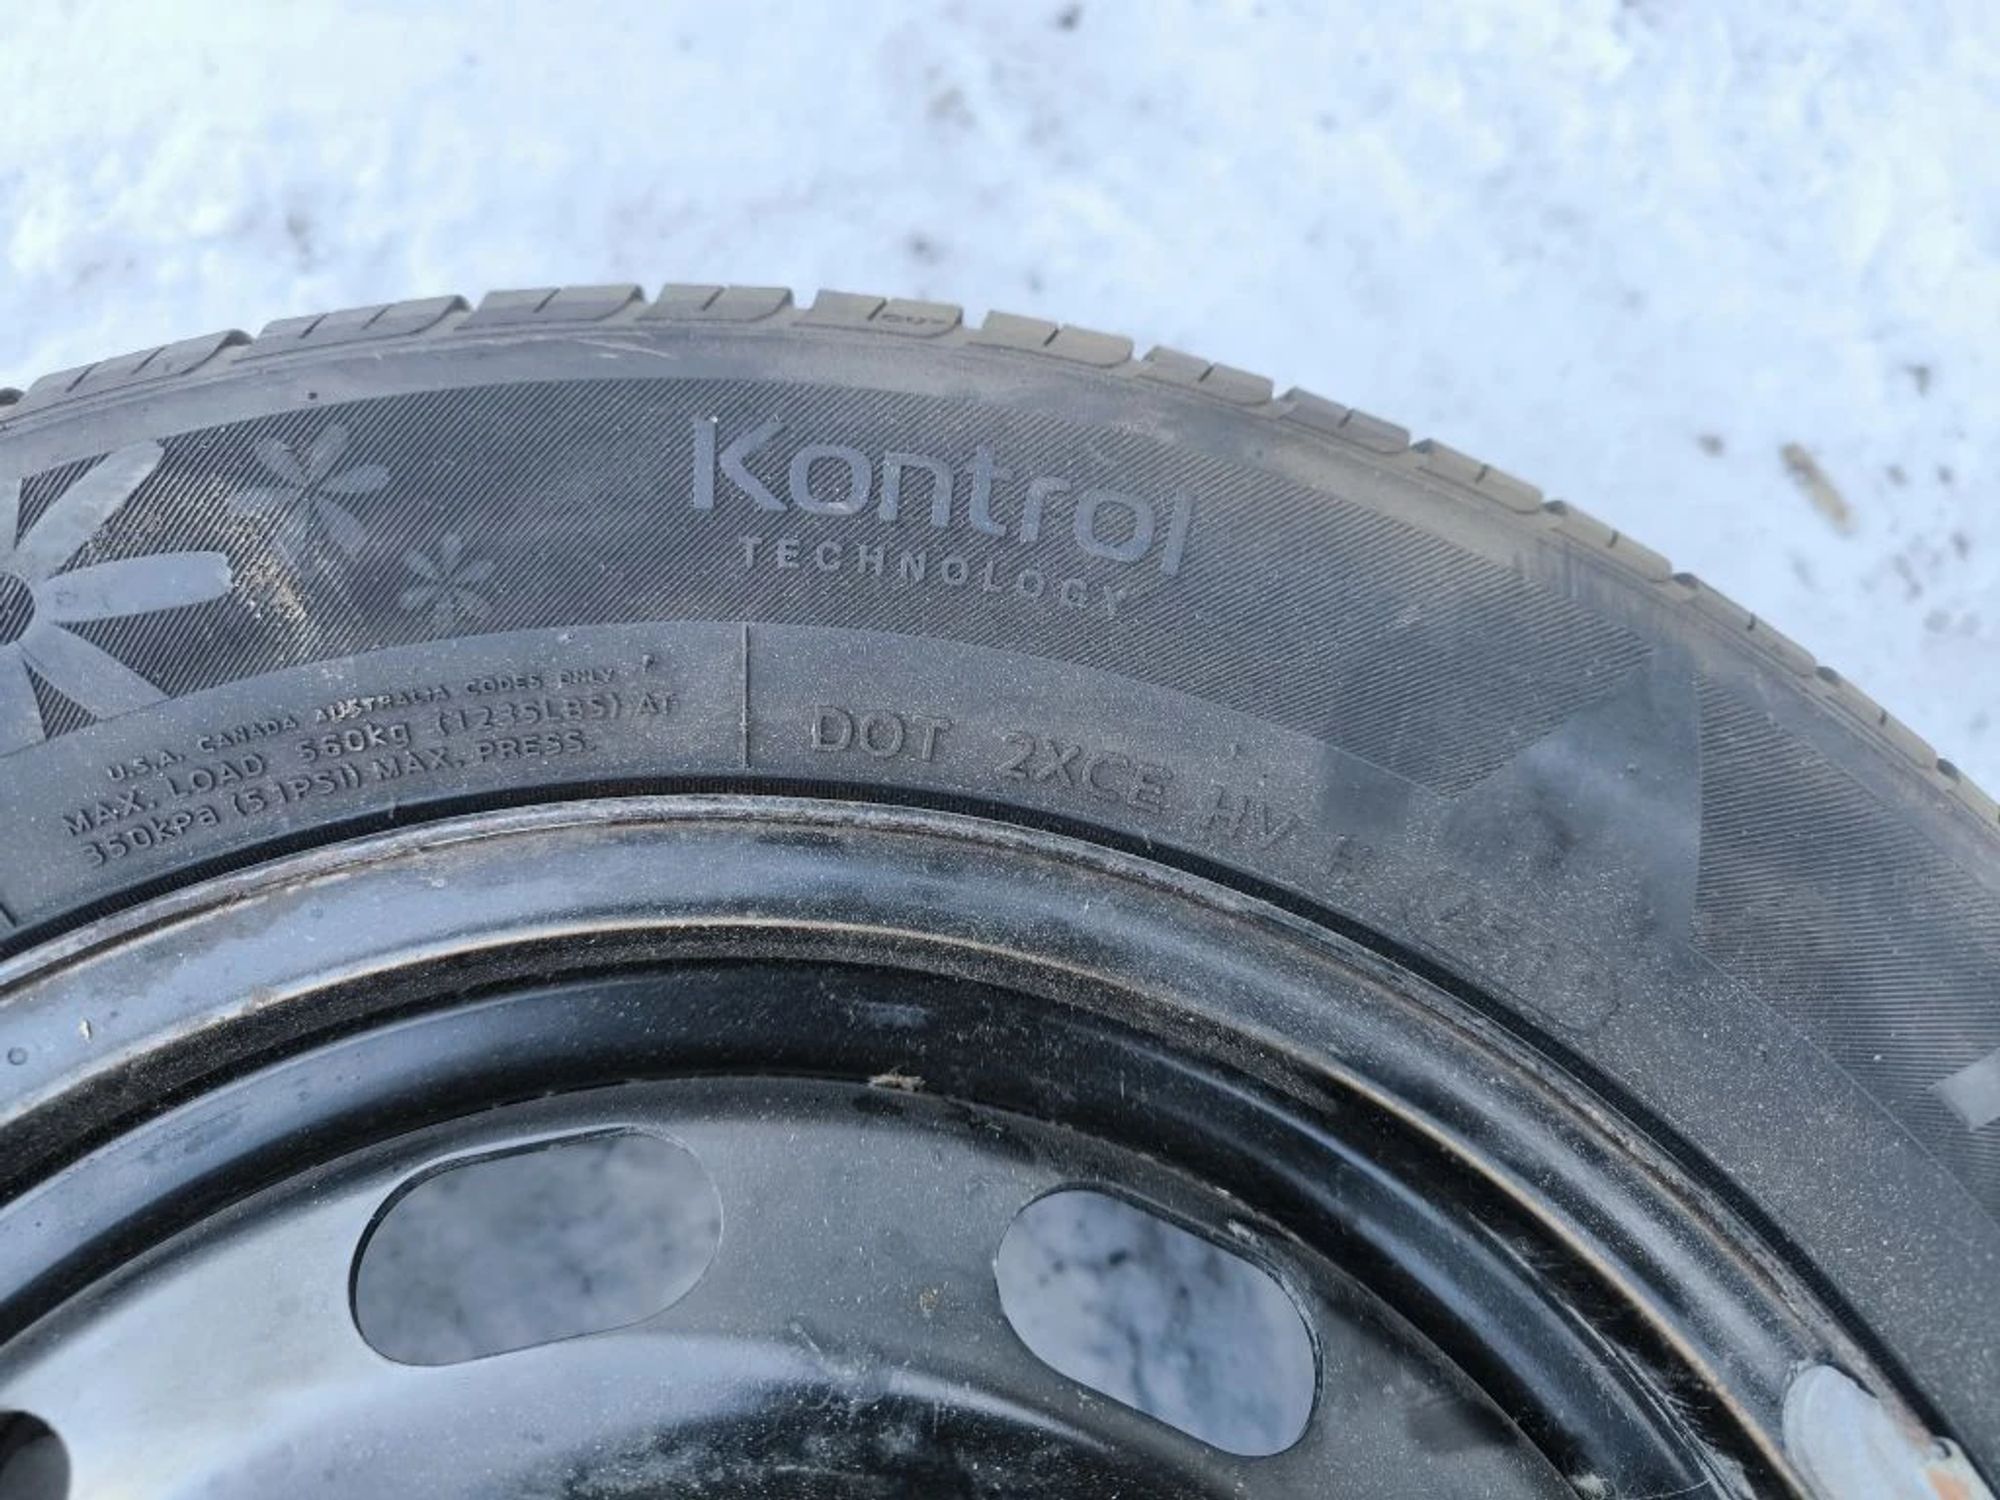 Kontrol
TECHNOLOGY
U.S.A. CANADA AUSTRALIA CODES ONLY
MAX. LOAD 560kg (1235LBS) AT
350kPa (51PSI) MAX. PRESS.
DOT 2XCE HV H